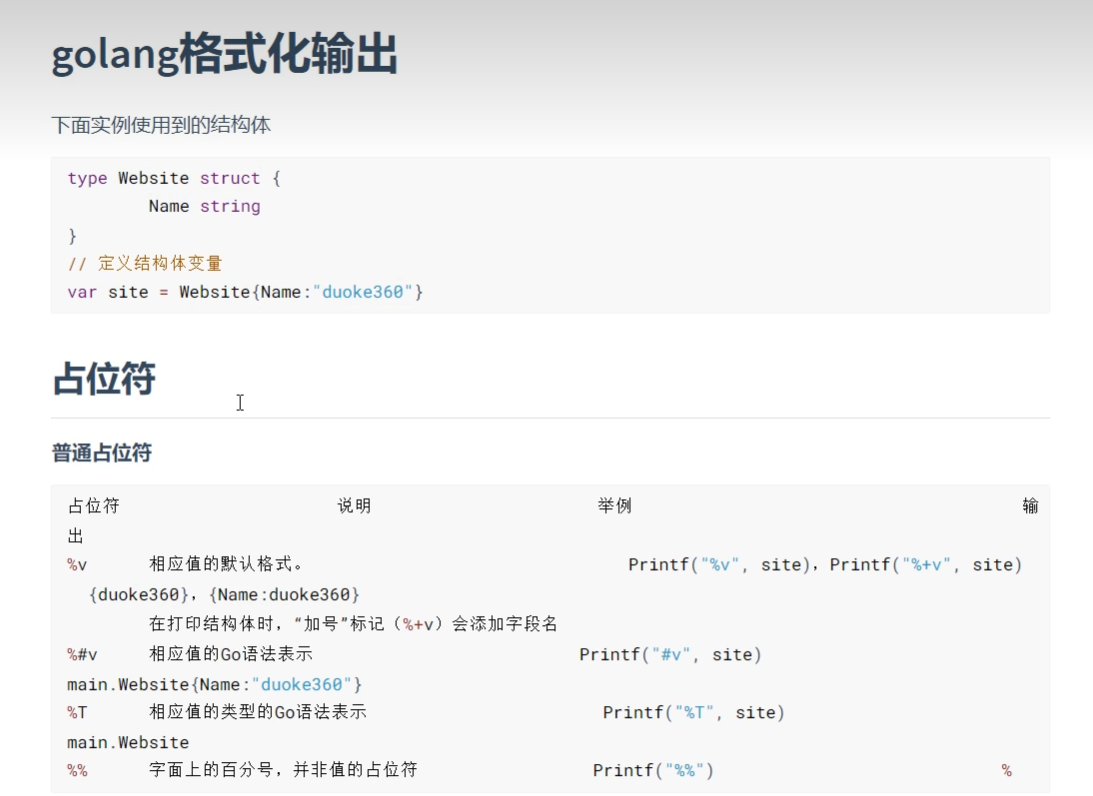 golang格式化输出
下面实例使用到的结构体
type Website struct {
Name string
}
// 定义结构体变量
var site = Website{Name:"duoke360"}
占位符
普通占位符
占位符 说明 举例 输
出
%v 相应值的默认格式。 Printf("%v", site)，Printf("%+v", site)
{duoke360}，{Name:duoke360}
在打印结构体时，“加号”标记（%+v）会添加字段名
%#v 相应值的Go语法表示 Printf("#v", site)
main.Website{Name:"duoke360"}
%T 相应值的类型的Go语法表示 Printf("%T", site)
main.Website
%% 字面上的百分号，并非值的占位符 Printf("%%") %